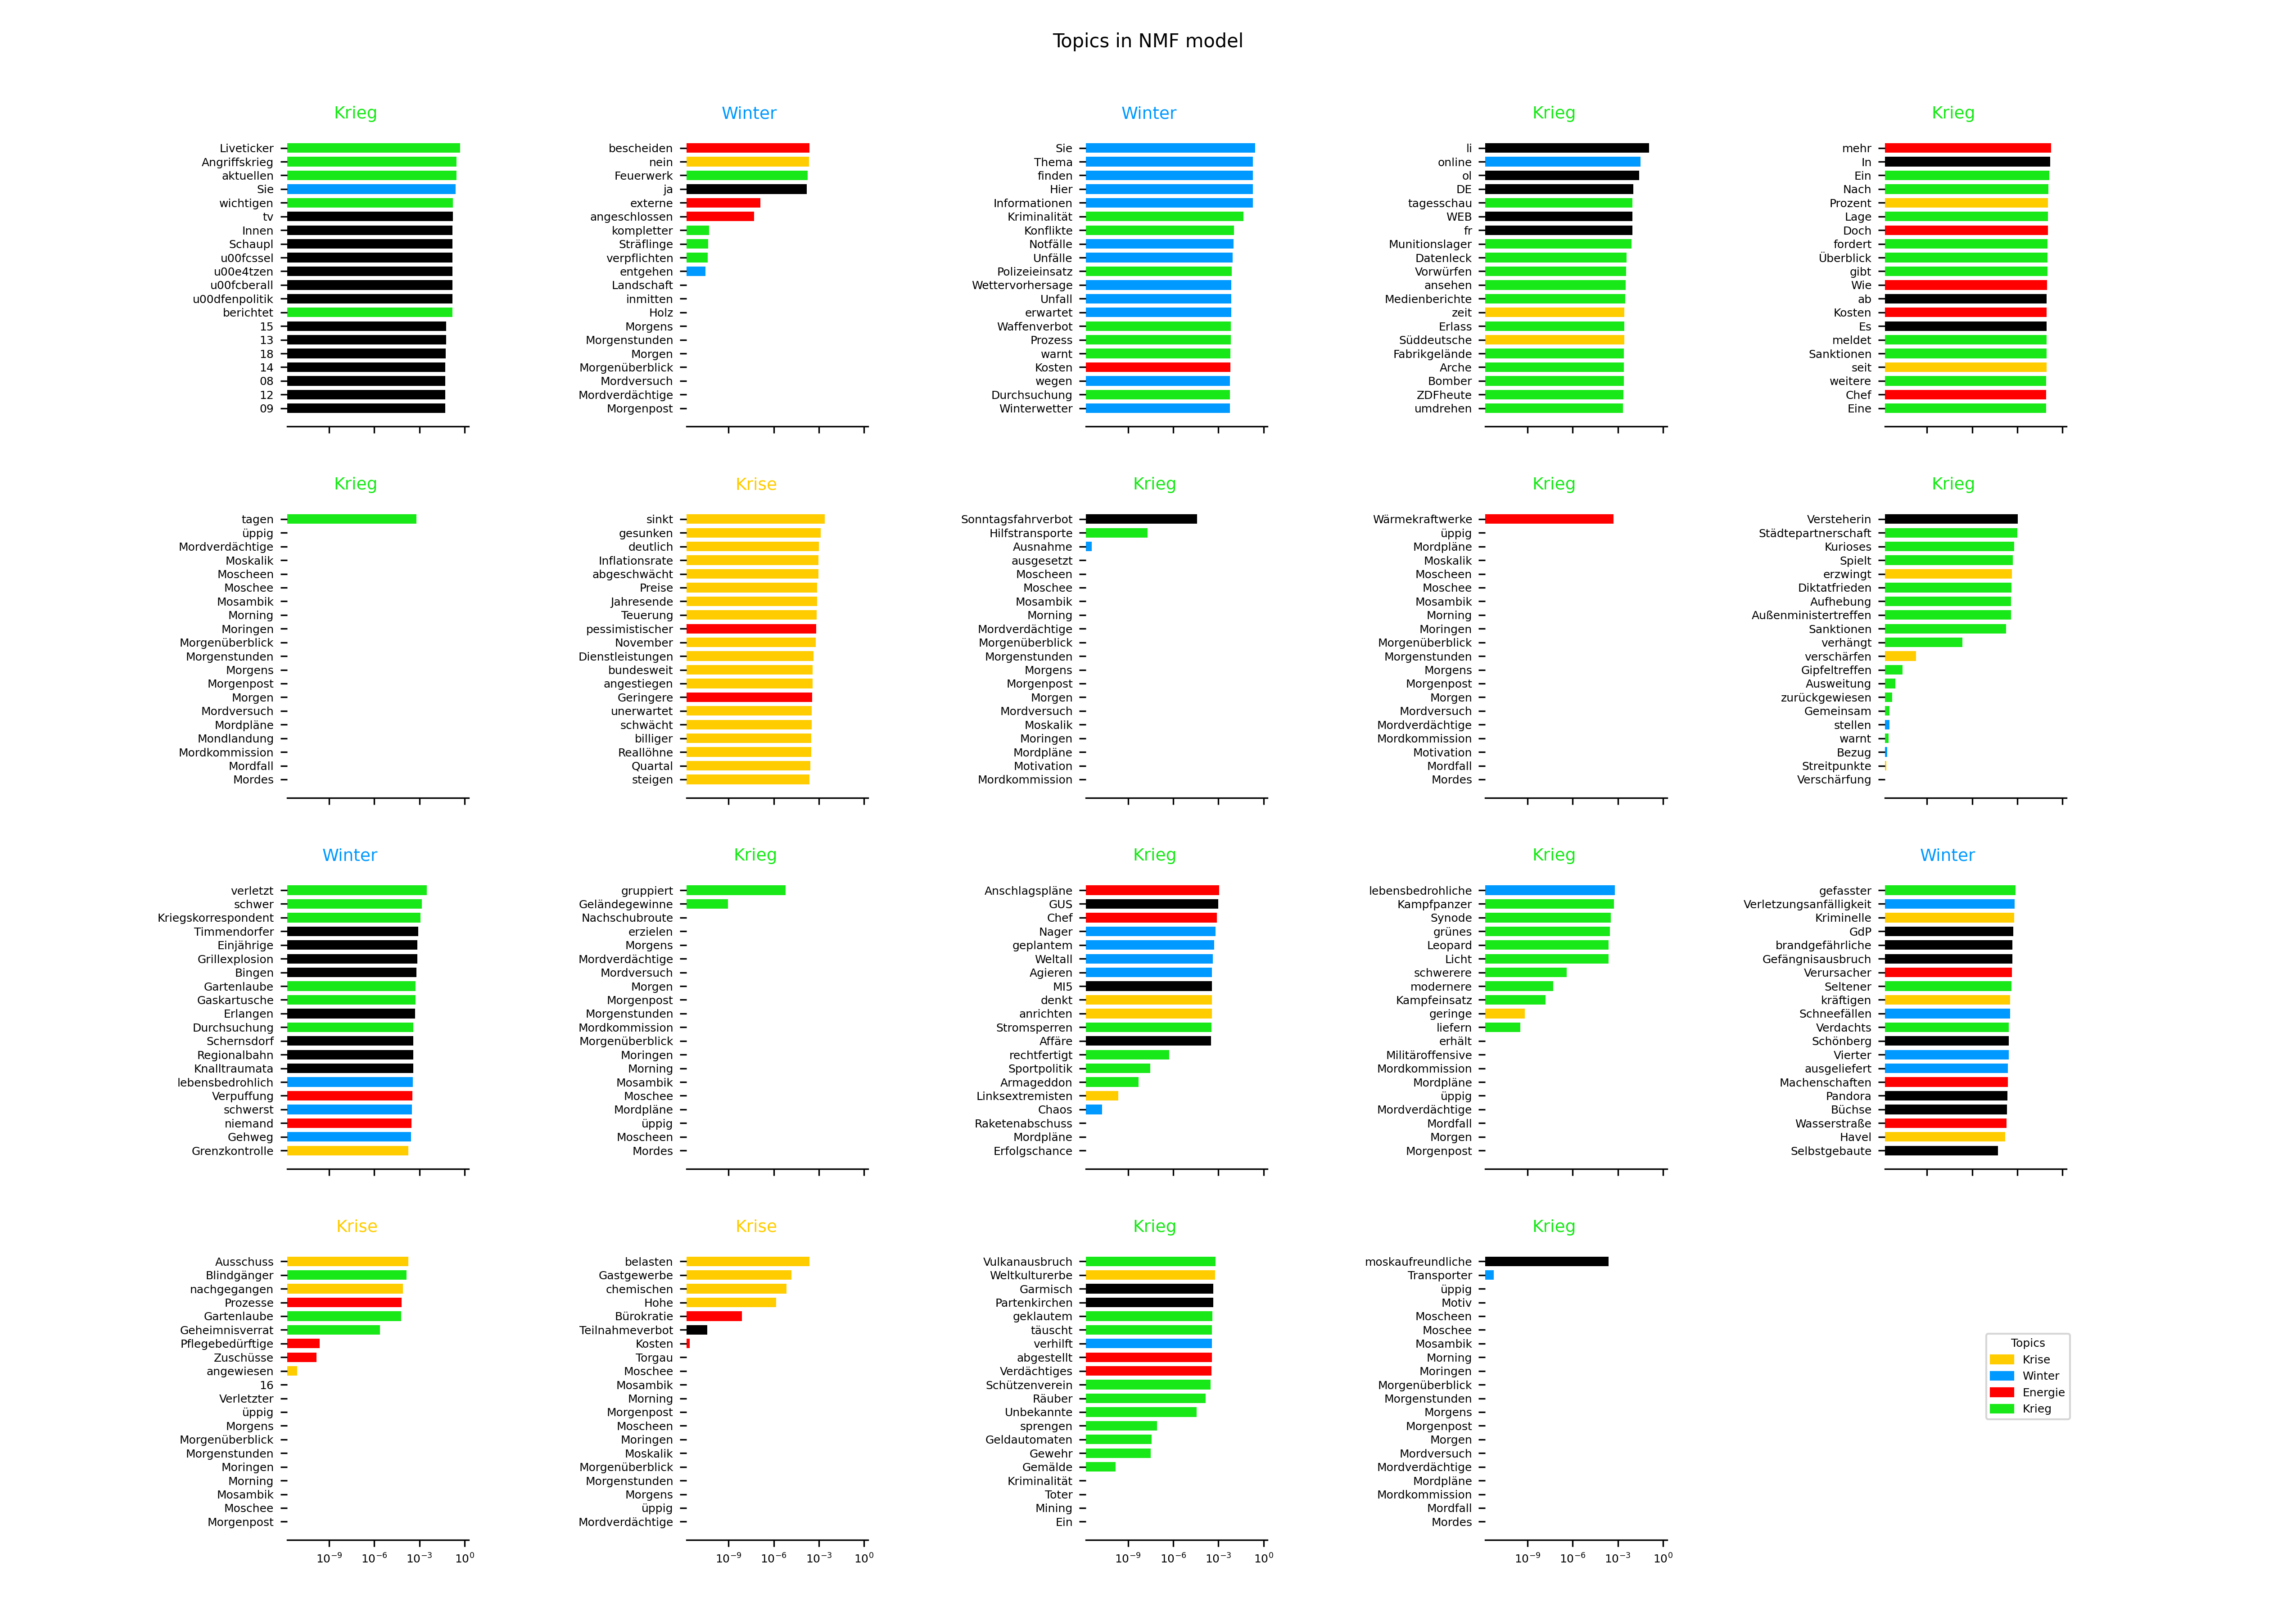 Topics in NMF model
Krieg
Liveticker
Angriffskrieg
aktuellen
Sie
wichtigen
tv
Innen
Schaupl
u00fcssel
u00e4tzen
u00fcberall
u00dfenpolitik
berichtet
15
13
18
14
08
12
09
Winter
bescheiden
nein
Feuerwerk
ja
externe
angeschlossen
kompletter
Sträflinge
verpflichten
entgehen
Landschaft
inmitten
Holz
Morgens
Morgenstunden
Morgen
Morgenüberblick
Mordversuch
Mordverdächtige
Morgenpost
Winter
Sie
Thema
finden
Hier
Informationen
Kriminalität
Konflikte
Notfälle
Unfälle
Polizeieinsatz
Wettervorhersage
Unfall
erwartet
Waffenverbot
Prozess
warnt
Kosten
wegen
Durchsuchung
Winterwetter
Krieg
li
online
ol
DE
tagesschau
WEB
fr
Munitionslager
Datenleck
Vorwürfen
ansehen
Medienberichte
zeit
Erlass
Süddeutsche
Fabrikgelände
Arche
Bomber
ZDFheute
umdrehen
Krieg
mehr
In
Ein
Nach
Prozent
Lage
Doch
fordert
Überblick
gibt
Wie
ab
Kosten
Es
meldet
Sanktionen
seit
weitere
Chef
Eine
Krieg
tagen
üppig
Mordverdächtige
Moskalik
Moscheen
Moschee
Mosambik
Morning
Moringen
Morgenüberblick
Morgenstunden
Morgens
Morgenpost
Morgen
Mordversuch
Mordpläne
Mondlandung
Mordkommission
Mordfall
Mordes
Krise
sinkt
gesunken
deutlich
Inflationsrate
abgeschwächt
Preise
Jahresende
Teuerung
pessimistischer
November
Dienstleistungen
bundesweit
angestiegen
Geringere
unerwartet
schwächt
billiger
Reallöhne
Quartal
steigen
Krieg
Sonntagsfahrverbot
Hilfstransporte
Ausnahme
ausgesetzt
Moscheen
Moschee
Mosambik
Morning
Mordverdächtige
Morgenüberblick
Morgenstunden
Morgens
Morgenpost
Morgen
Mordversuch
Moskalik
Moringen
Mordpläne
Motivation
Mordkommission
Krieg
Wärmekraftwerke
üppig
Mordpläne
Moskalik
Moscheen
Moschee
Mosambik
Morning
Moringen
Morgenüberblick
Morgenstunden
Morgens
Morgenpost
Morgen
Mordversuch
Mordverdächtige
Mordkommission
Motivation
Mordfall
Mordes
Krieg
Versteherin
Städtepartnerschaft
Kurioses
Spielt
erzwingt
Diktatfrieden
Aufhebung
Außenministertreffen
Sanktionen
verhängt
verschärfen
Gipfeltreffen
Ausweitung
zurückgewiesen
Gemeinsam
stellen
warnt
Bezug
Streitpunkte
Verschärfung
Winter
verletzt
schwer
Kriegskorrespondent
Timmendorfer
Einjährige
Grillexplosion
Bingen
Gartenlaube
Gaskartusche
Erlangen
Durchsuchung
Schernsdorf
Regionalbahn
Knalltraumata
lebensbedrohlich
Verpuffung
schwerst
niemand
Gehweg
Grenzkontrolle
Krieg
gruppiert
Geländegewinne
Nachschubroute
erzielen
Morgens
Mordverdächtige
Mordversuch
Morgen
Morgenpost
Morgenstunden
Mordkommission
Morgenüberblick
Moringen
Morning
Mosambik
Moschee
Mordpläne
üppig
Moscheen
Mordes
Krieg
Anschlagspläne
GUS
Chef
Nager
geplantem
Weltall
Agieren
MI5
denkt
anrichten
Stromsperren
Affäre
rechtfertigt
Sportpolitik
Armageddon
Linksextremisten
Chaos
Raketenabschuss
Mordpläne
Erfolgschance
Krieg
lebensbedrohliche
Kampfpanzer
Synode
grünes
Leopard
Licht
schwerere
modernere
Kampfeinsatz
geringe
liefern
erhält
Militäroffensive
Mordkommission
Mordpläne
üppig
Mordverdächtige
Mordfall
Morgen
Morgenpost
Winter
gefasster
Verletzungsanfälligkeit
Kriminelle
GdP
brandgefährliche
Gefängnisausbruch
Verursacher
Seltener
kräftigen
Schneefällen
Verdachts
Schönberg
Vierter
ausgeliefert
Machenschaften
Pandora
Büchse
Wasserstraße
Havel
Selbstgebaute
Krise
Ausschuss
Blindgänger
nachgegangen
Prozesse
Gartenlaube
Geheimnisverrat
Pflegebedürftige
Zuschüsse
angewiesen
16
Verletzter
üppig
Morgens
Morgenüberblick
Morgenstunden
Moringen
Morning
Mosambik
Moschee
Morgenpost
10⁻⁹ 10⁻⁶ 10⁻³ 10⁰
Krise
belasten
Gastgewerbe
chemischen
Hohe
Bürokratie
Teilnahmeverbot
Kosten
Torgau
Moschee
Mosambik
Morning
Morgenpost
Moscheen
Moringen
Moskalik
Morgenüberblick
Morgenstunden
Morgens
üppig
Mordverdächtige
10⁻⁹ 10⁻⁶ 10⁻³ 10⁰
Krieg
Vulkanausbruch
Weltkulturerbe
Garmisch
Partenkirchen
geklautem
täuscht
verhilft
abgestellt
Verdächtiges
Schützenverein
Räuber
Unbekannte
sprengen
Geldautomaten
Gewehr
Gemälde
Kriminalität
Toter
Mining
Ein
10⁻⁹ 10⁻⁶ 10⁻³ 10⁰
Krieg
moskaufreundliche
Transporter
üppig
Motiv
Moscheen
Moschee
Mosambik
Morning
Moringen
Morgenüberblick
Morgenstunden
Morgens
Morgenpost
Morgen
Mordversuch
Mordverdächtige
Mordpläne
Mordkommission
Mordfall
Mordes
10⁻⁹ 10⁻⁶ 10⁻³ 10⁰
Topics
Krise
Winter
Energie
Krieg